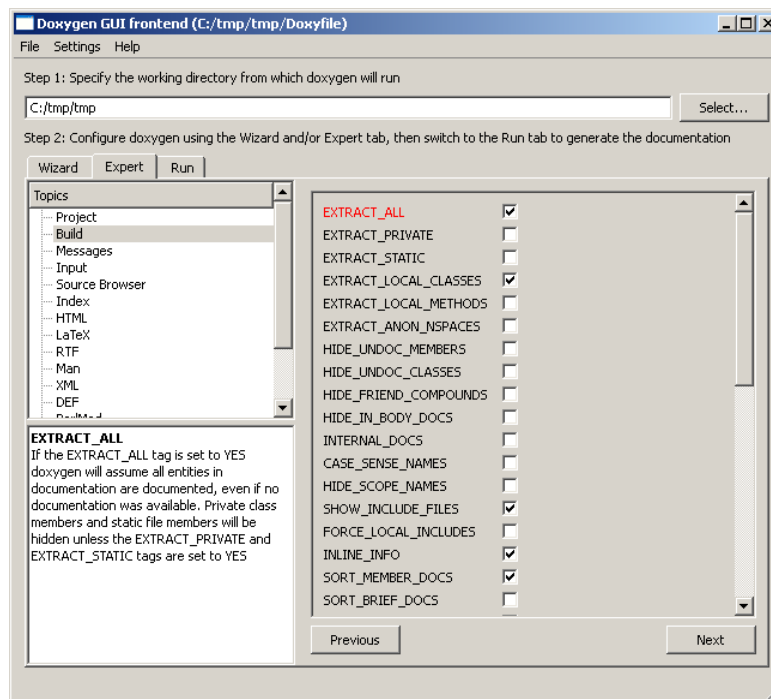 Doxygen GUI frontend (C:/tmp/tmp/Doxyfile)
File Settings Help
Step 1: Specify the working directory from which doxygen will run
C:/tmp/tmp
Select...
Step 2: Configure doxygen using the Wizard and/or Expert tab, then switch to the Run tab to generate the documentation
Wizard Expert Run
Topics
Project
Build
Messages
Input
Source Browser
Index
HTML
LaTeX
RTF
Man
XML
DEF
EXTRACT_ALL
If the EXTRACT_ALL tag is set to YES
doxygen will assume all entities in
documentation are documented, even if no
documentation was available. Private class
members and static file members will be
hidden unless the EXTRACT_PRIVATE and
EXTRACT_STATIC tags are set to YES
EXTRACT_ALL
EXTRACT_PRIVATE
EXTRACT_STATIC
EXTRACT_LOCAL_CLASSES
EXTRACT_LOCAL_METHODS
EXTRACT_ANON_NSPACES
HIDE_UNDOC_MEMBERS
HIDE_UNDOC_CLASSES
HIDE_FRIEND_COMPOUNDS
HIDE_IN_BODY_DOCS
INTERNAL_DOCS
CASE_SENSE_NAMES
HIDE_SCOPE_NAMES
SHOW_INCLUDE_FILES
FORCE_LOCAL_INCLUDES
INLINE_INFO
SORT_MEMBER_DOCS
SORT_BRIEF_DOCS
Previous
Next